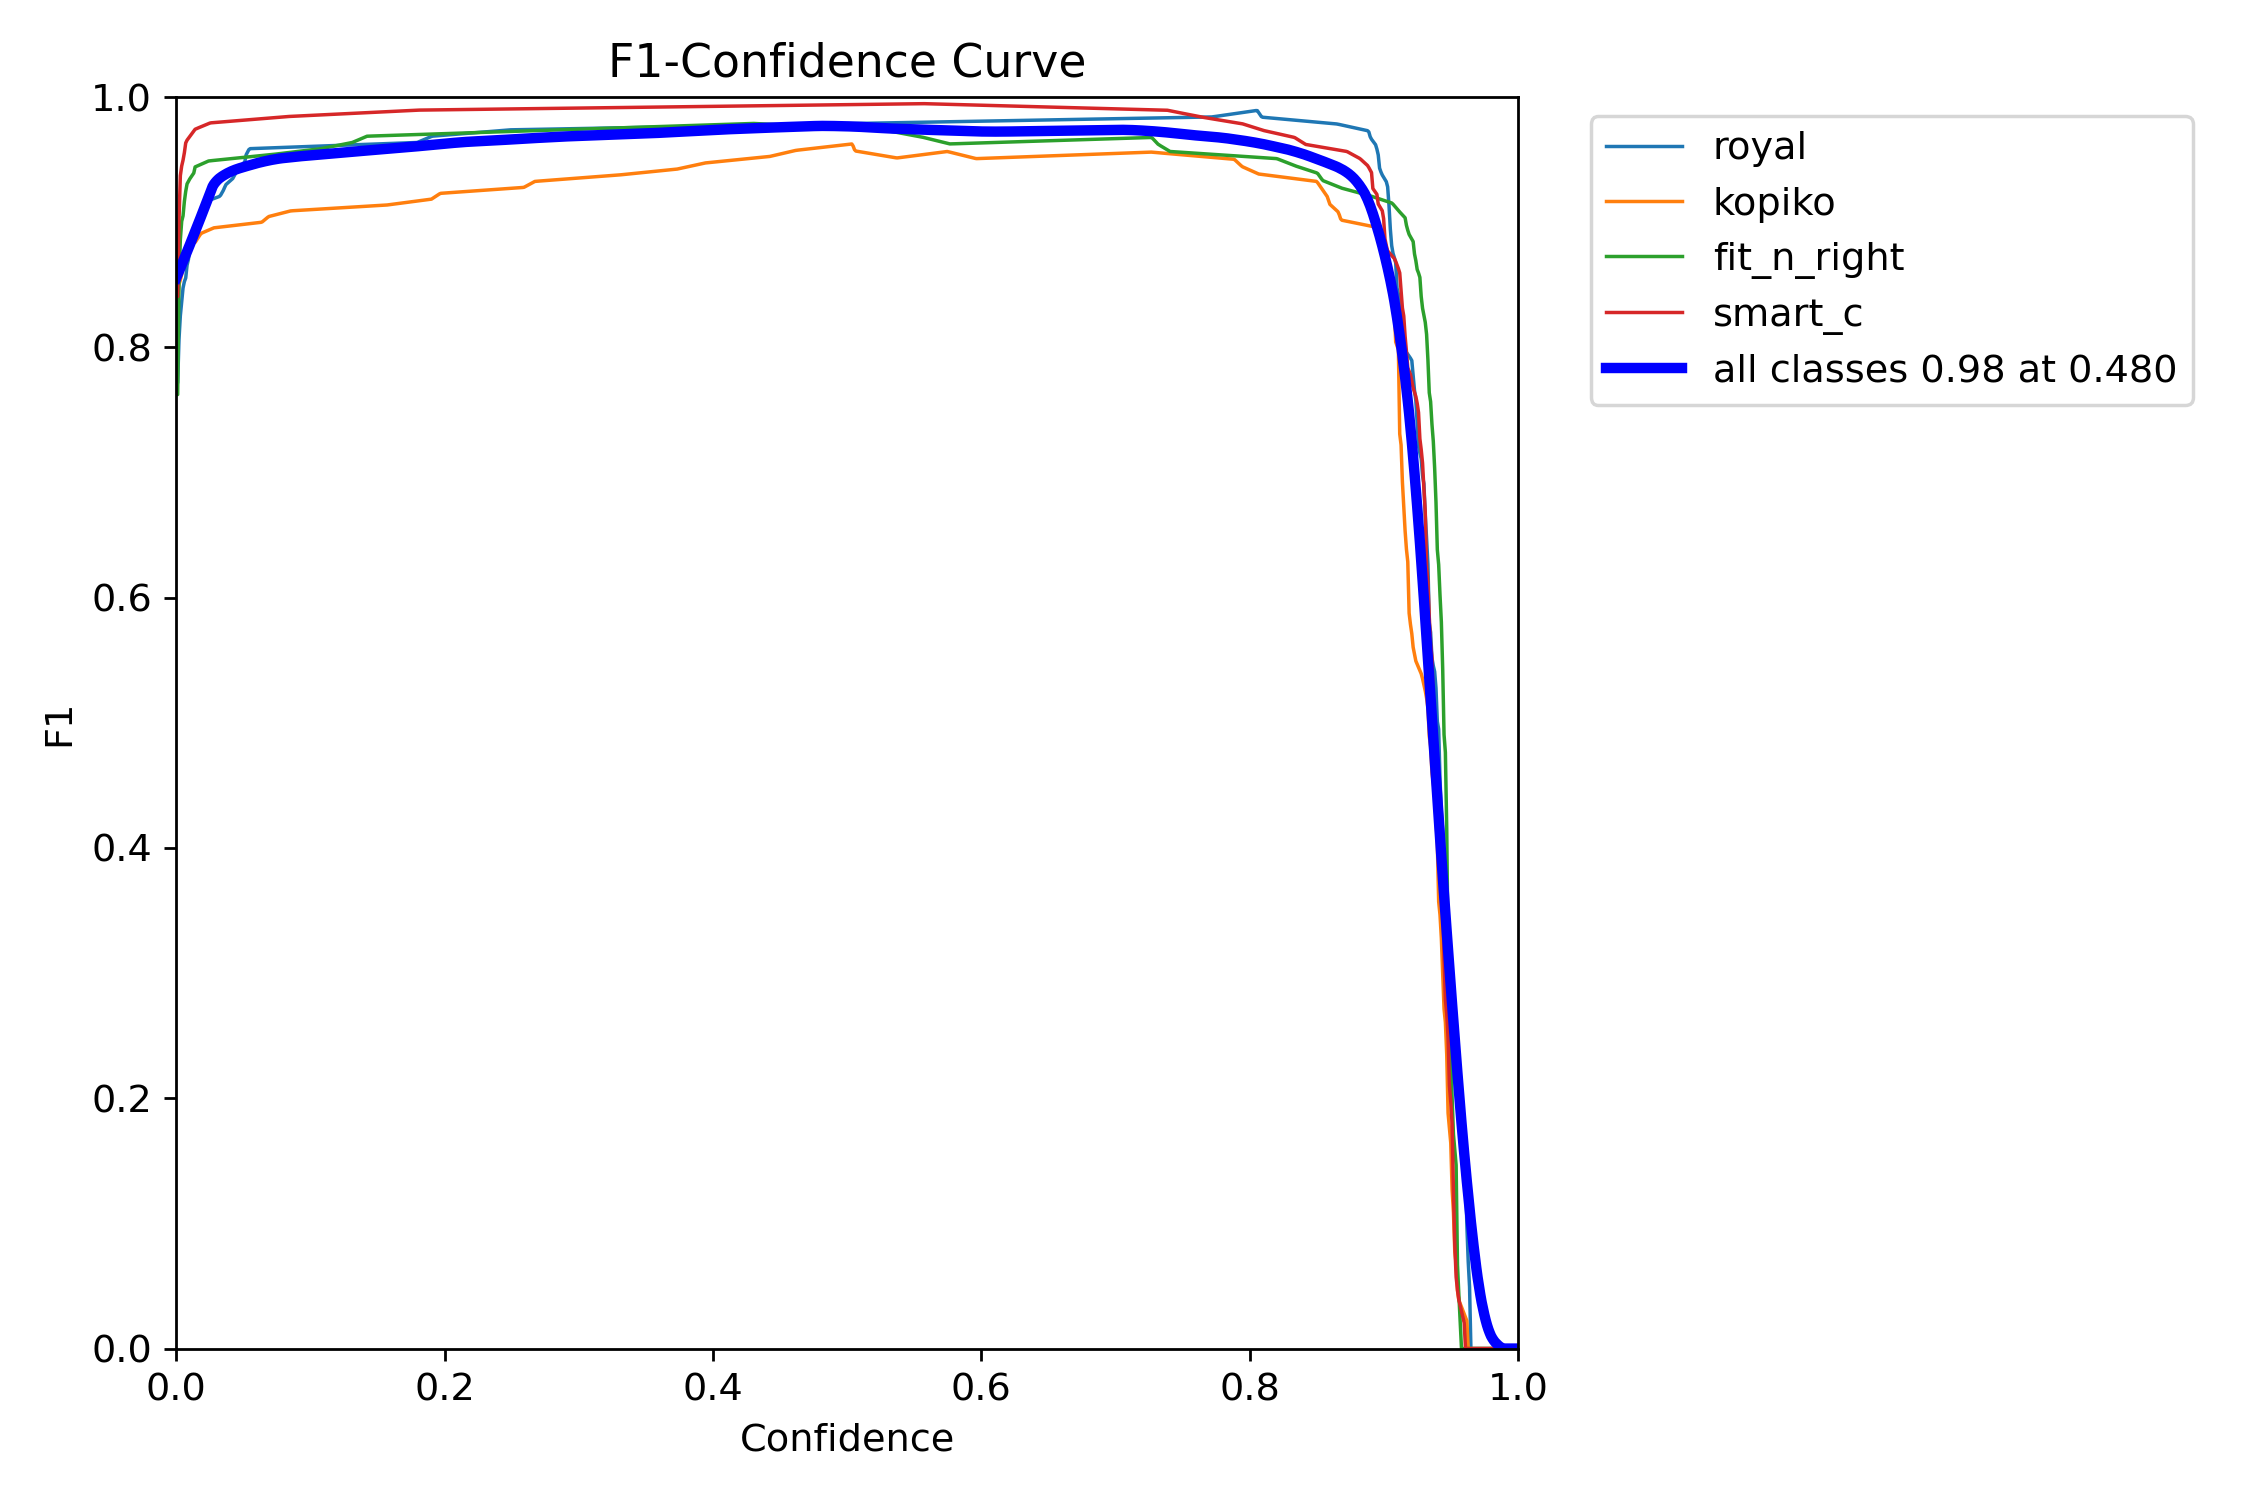 F1-Confidence Curve
1.0
0.8
0.6
0.4
0.2
0.0
F1
0.0 0.2 0.4 0.6 0.8 1.0
Confidence
royal
kopiko
fit_n_right
smart_c
all classes 0.98 at 0.480